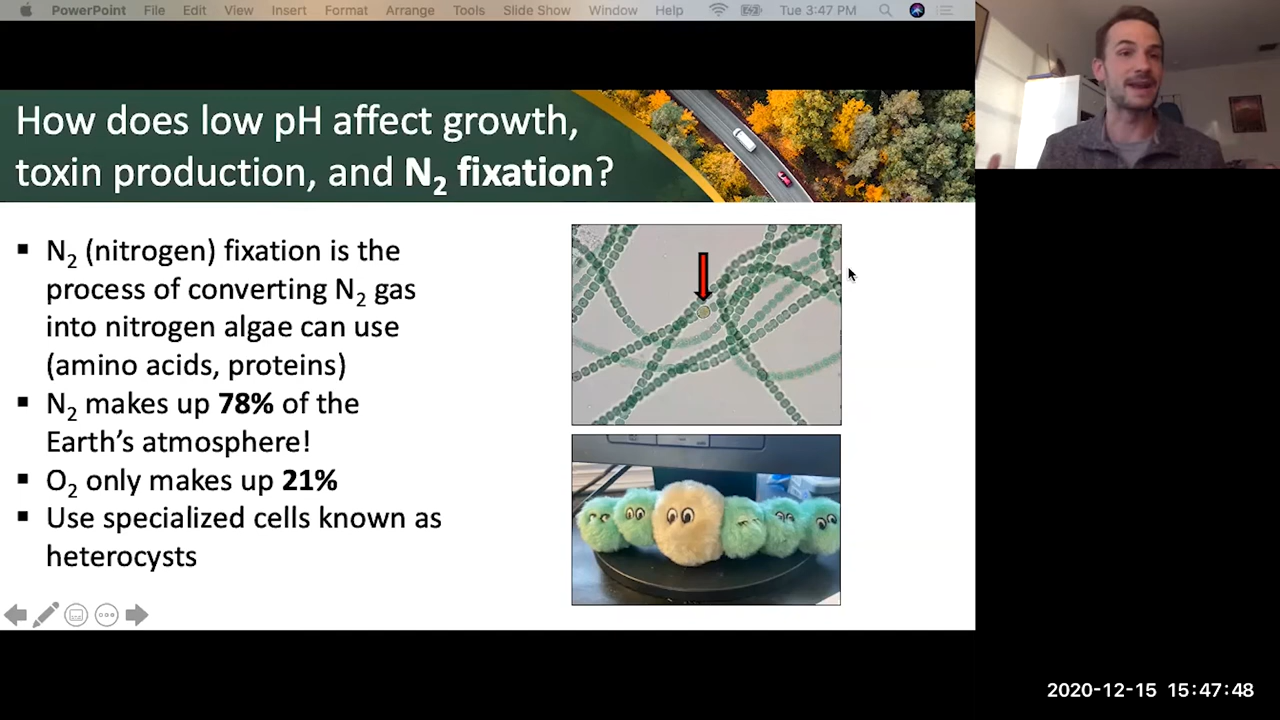 PowerPoint File Edit View Insert Format Arrange Tools Slide Show Window Help Tue 3:47 PM
How does low pH affect growth,
toxin production, and N₂ fixation?
▪ N₂ (nitrogen) fixation is the
process of converting N₂ gas
into nitrogen algae can use
(amino acids, proteins)
▪ N₂ makes up 78% of the
Earth’s atmosphere!
▪ O₂ only makes up 21%
▪ Use specialized cells known as
heterocysts
2020-12-15 15:47:48